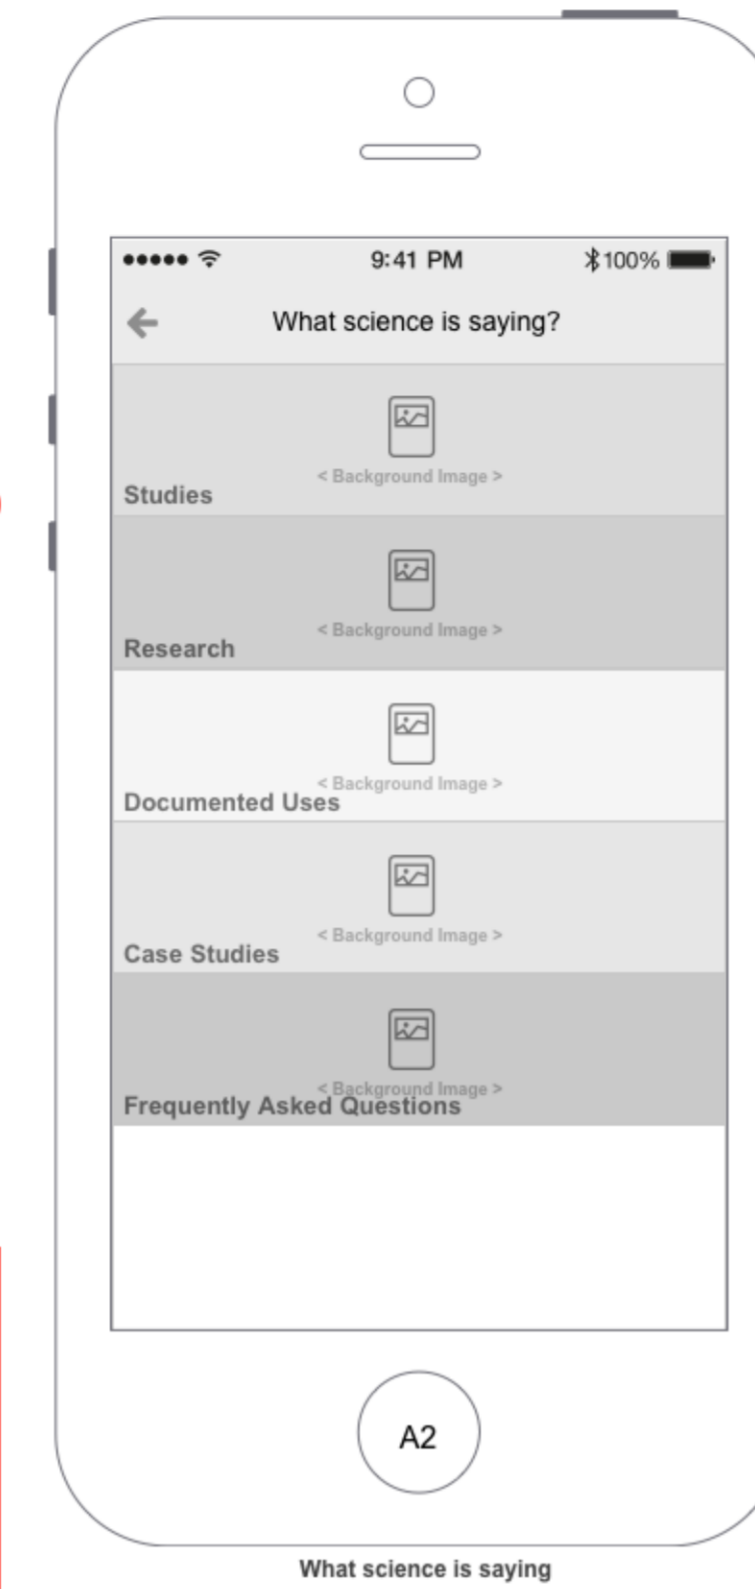 9:41 PM 100%
What science is saying?
< Background Image >
Studies
< Background Image >
Research
< Background Image >
Documented Uses
< Background Image >
Case Studies
< Background Image >
Frequently Asked Questions
A2
What science is saying